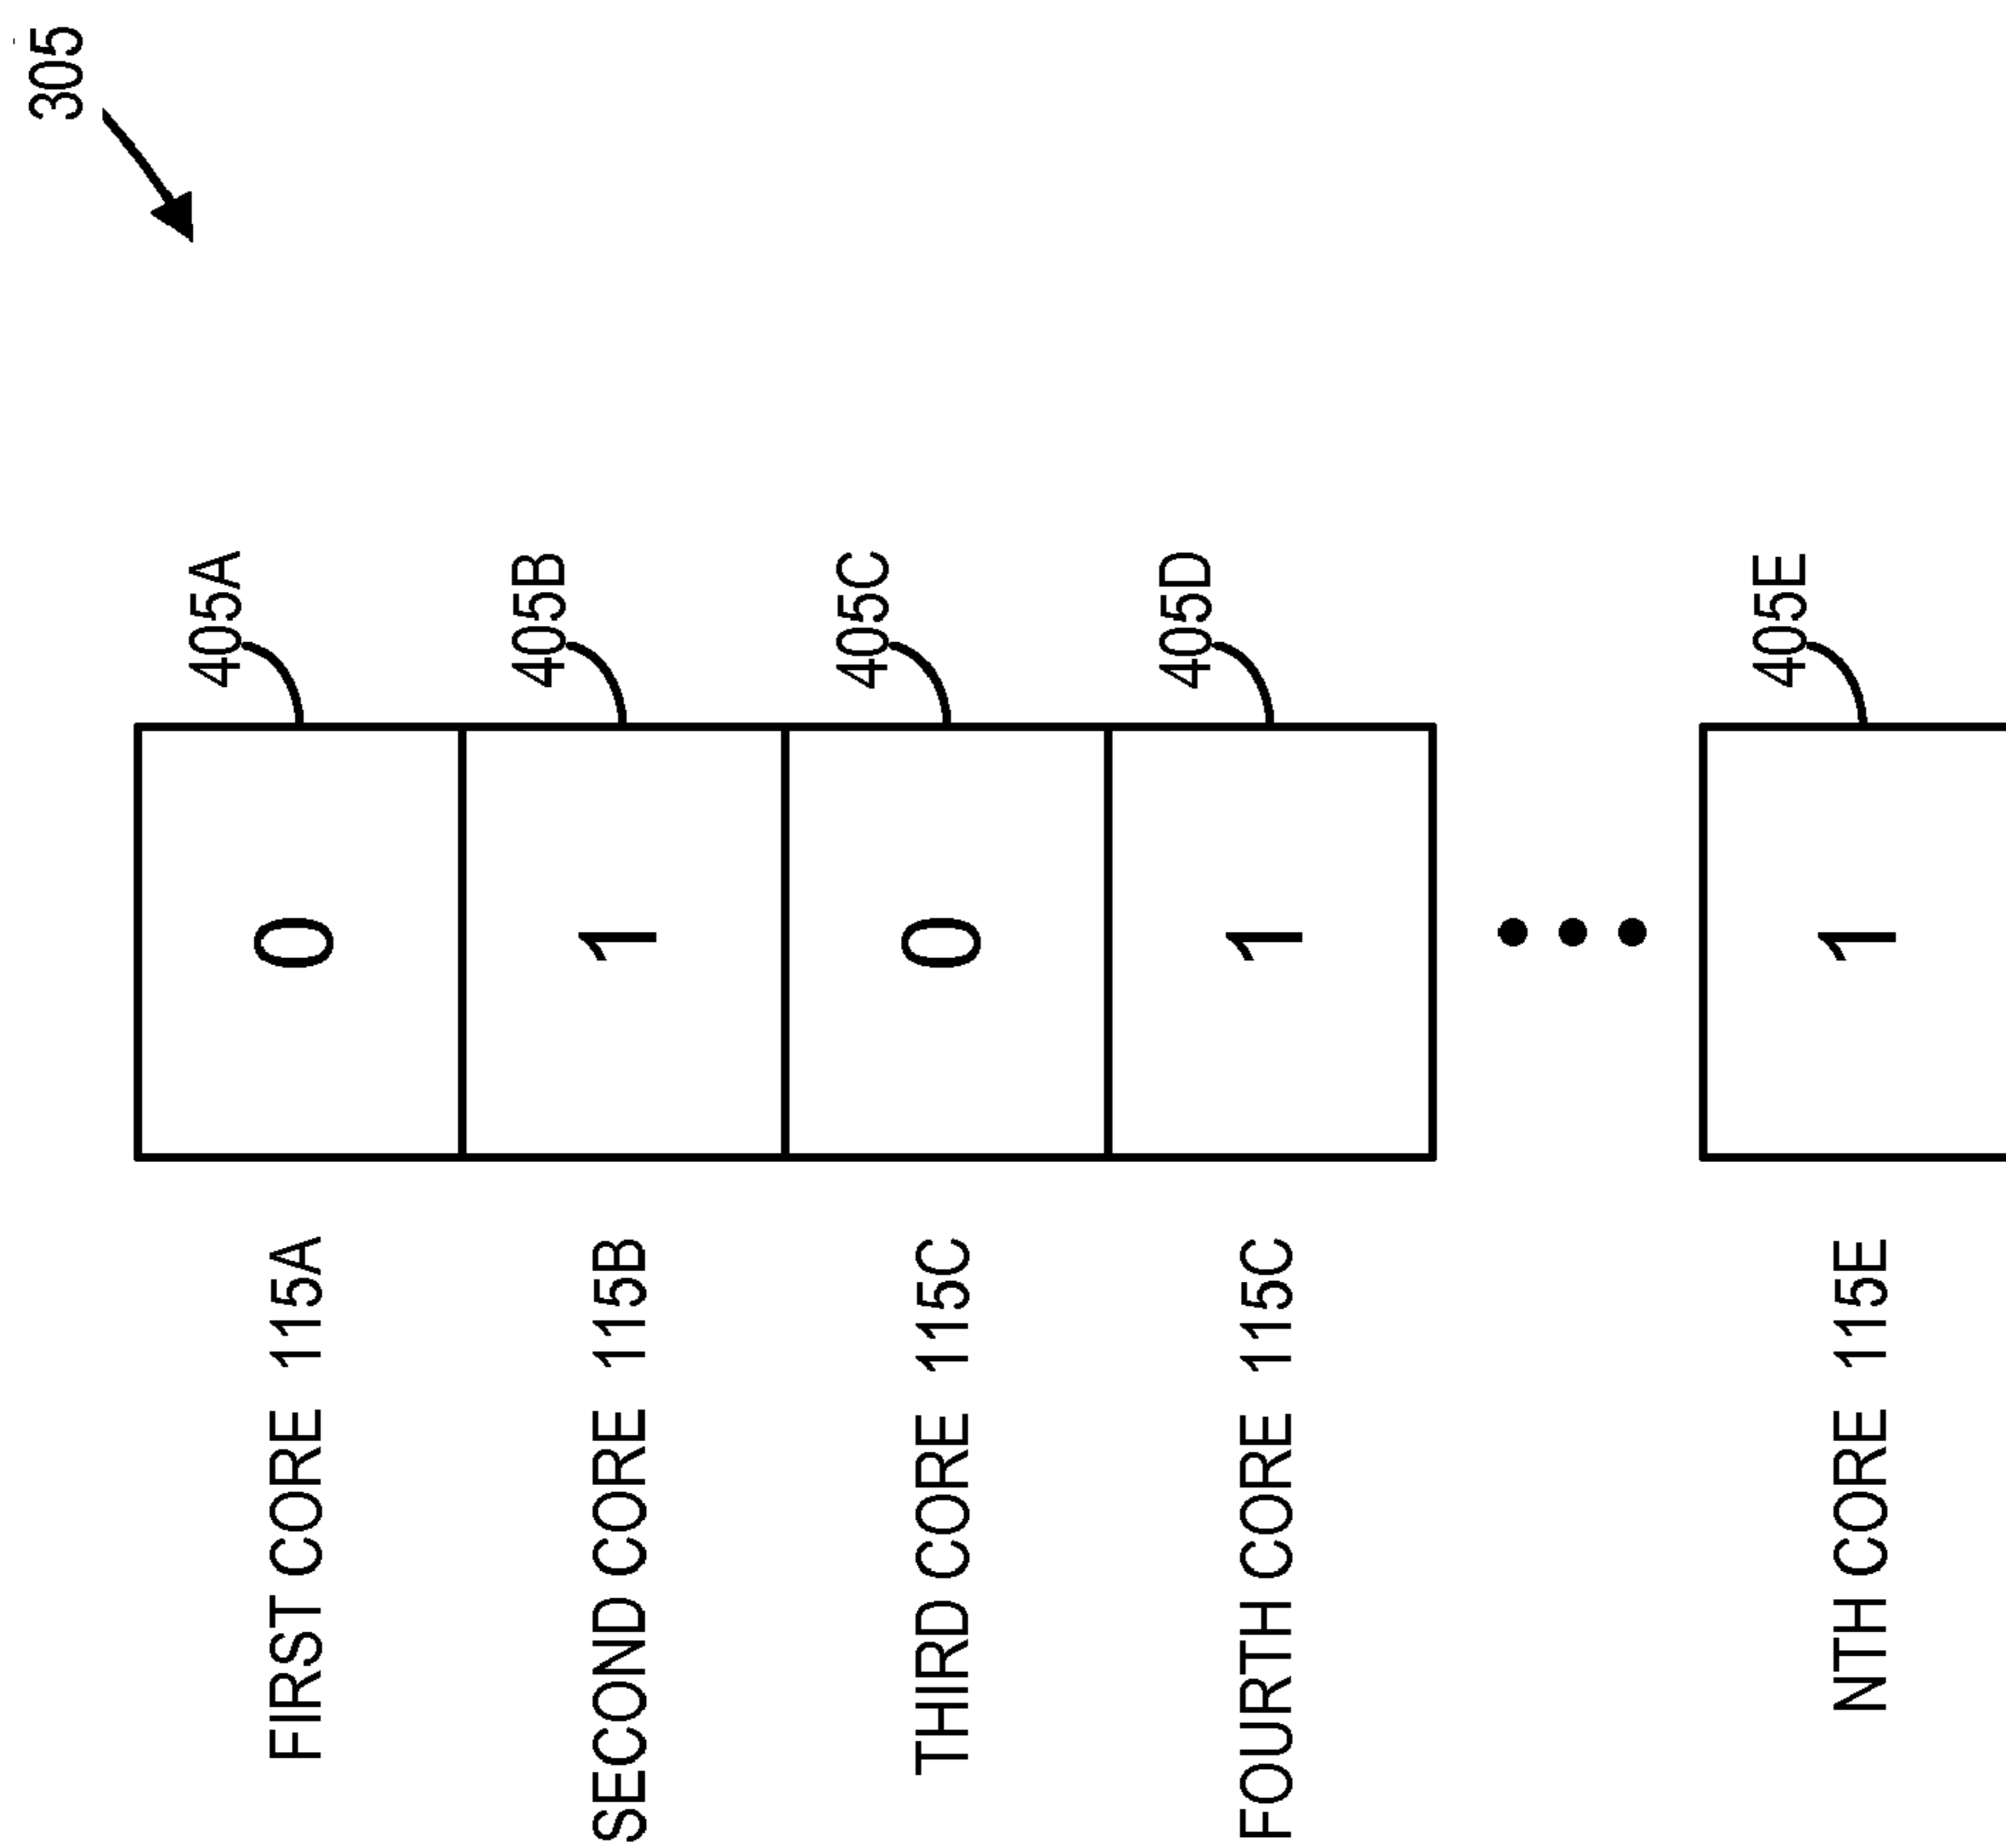 305
FIRST CORE 115A
0
405A
SECOND CORE 115B
1
405B
THIRD CORE 115C
0
405C
FOURTH CORE 115C
1
405D
NTH CORE 115E
1
405E